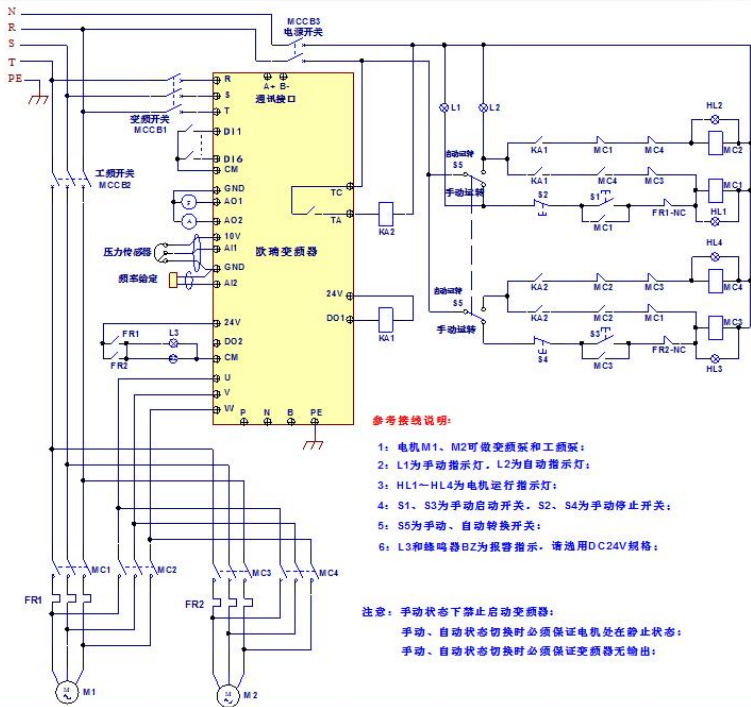 N
R
S
T
PE
MCCB3
电源开关
变频开关
MCCB1
工频开关
MCCB2
R
S
T
A+ B-
通讯接口
DI1
DI6
CM
GND
AO1
F
AO2
A
10V
AI1
GND
AI2
压力传感器
频率给定
欧瑞变频器
TC
TA
KA2
24V
DO1
KA1
24V
DO2
CM
FR1
FR2
L3
U
V
W
P N B PE
L1
L2
自动运转
S5
手动运转
KA1 MC1 MC4
HL2
MC2
KA1 MC4 MC3
MC1
S2
S1
MC1
FR1-NC
HL1
自动运转
S5
手动运转
KA2 MC2 MC3
HL4
MC4
KA2 MC2 MC1
MC3
S4
S3
MC3
FR2-NC
HL3
参考接线说明:
1: 电机M1、M2可做变频泵和工频泵;
2: L1为手动指示灯, L2为自动指示灯;
3: HL1~HL4为电机运行指示灯;
4: S1、S3为手动启动开关, S2、S4为手动停止开关;
5: S5为手动、自动转换开关;
6: L3和蜂鸣器BZ为报警指示, 请选用DC24V规格;
注意: 手动状态下禁止启动变频器;
手动、自动状态切换时必须保证电机处在静止状态;
手动、自动状态切换时必须保证变频器无输出;
MC1
MC2
MC3
MC4
FR1
FR2
M
M1
M
M2